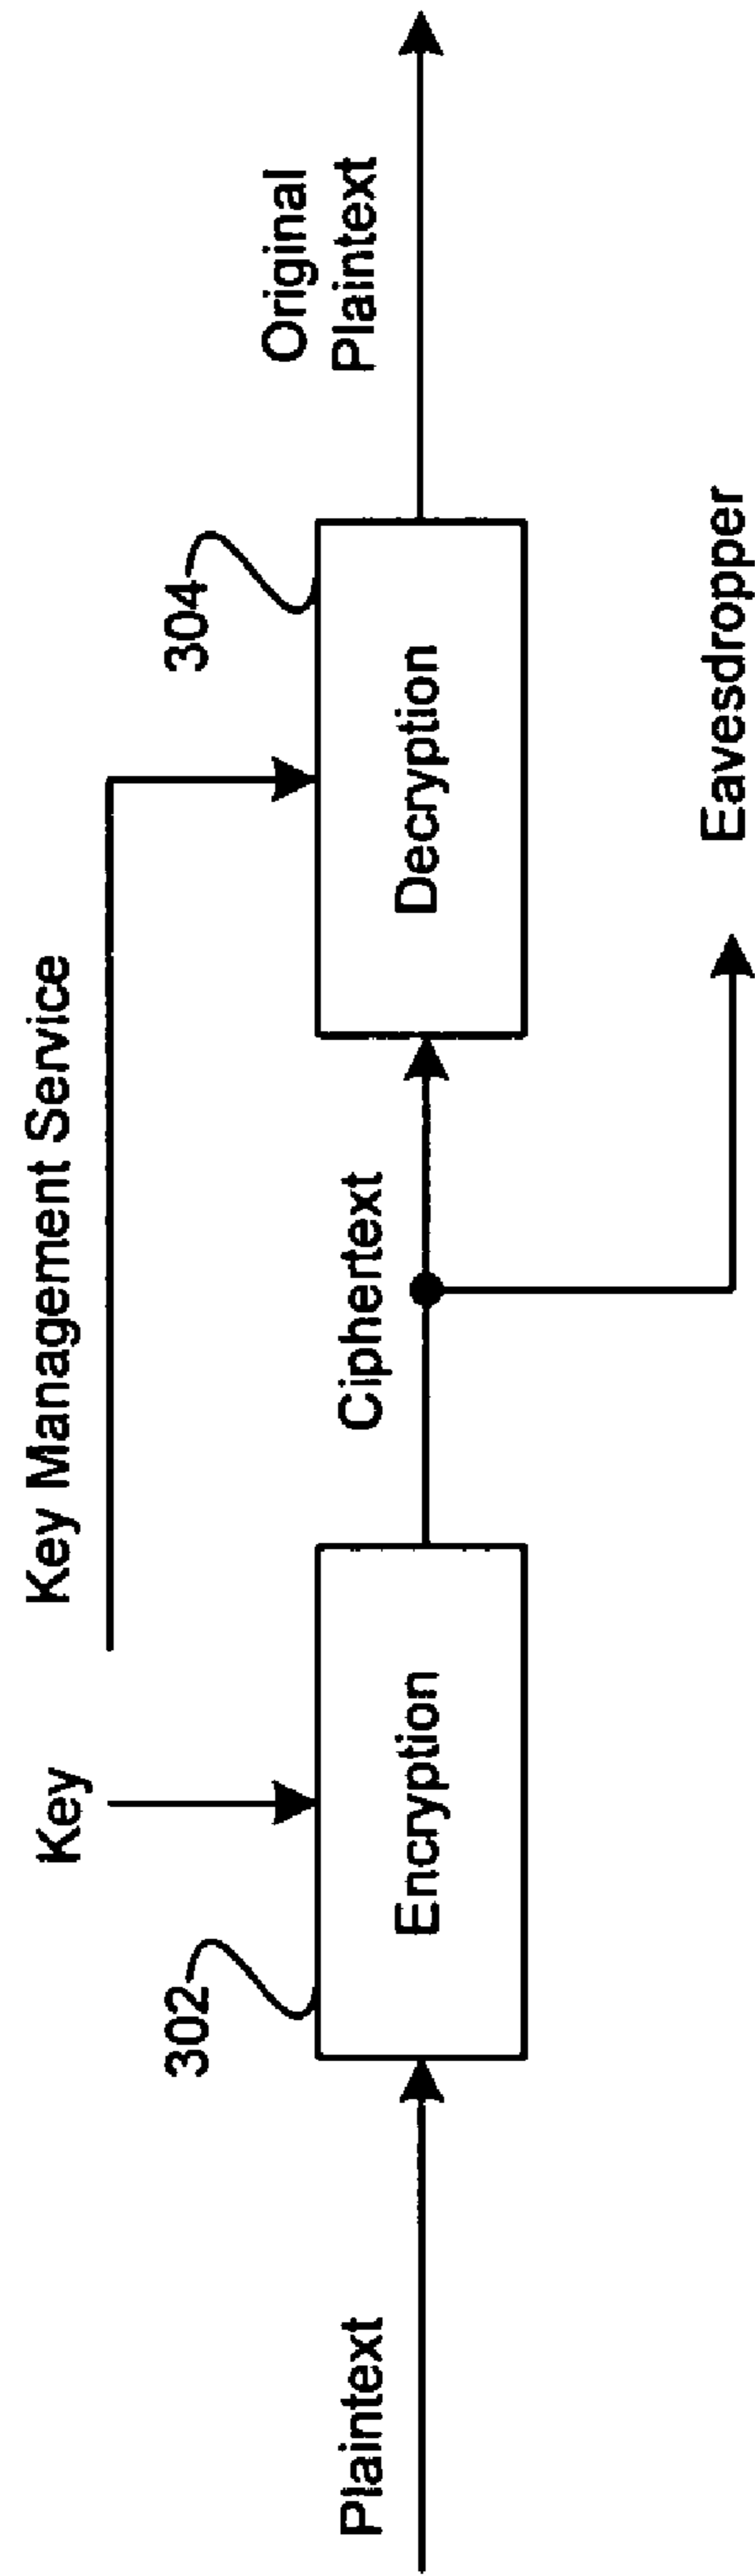 Key Management Service
Key
302
304
Original
Plaintext
Plaintext
Encryption
Ciphertext
Decryption
Eavesdropper